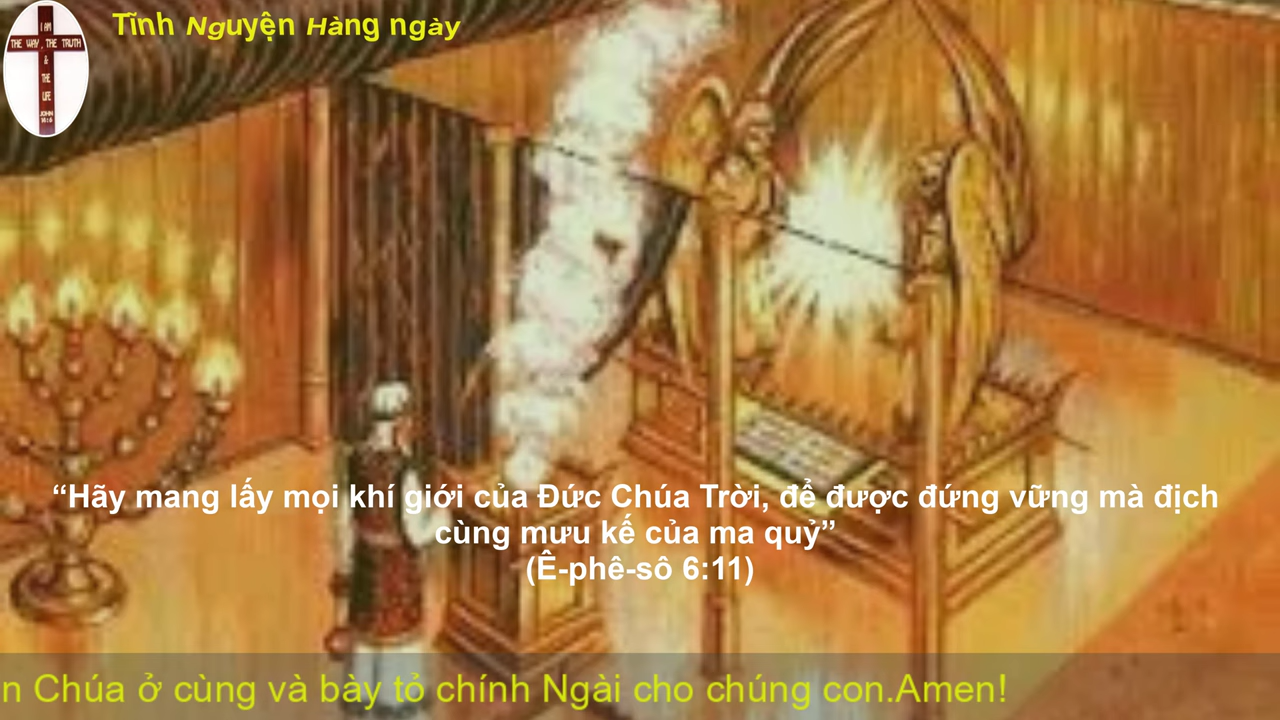 Tĩnh Nguyện Hàng ngày
I AM
THE WAY, THE TRUTH
&
THE
LIFE
JOHN
“Hãy mang lấy mọi khí giới của Đức Chúa Trời, để được đứng vững mà địch
cùng mưu kế của ma quỷ”
(Ê-phê-sô 6:11)
n Chúa ở cùng và bày tỏ chính Ngài cho chúng con.Amen!